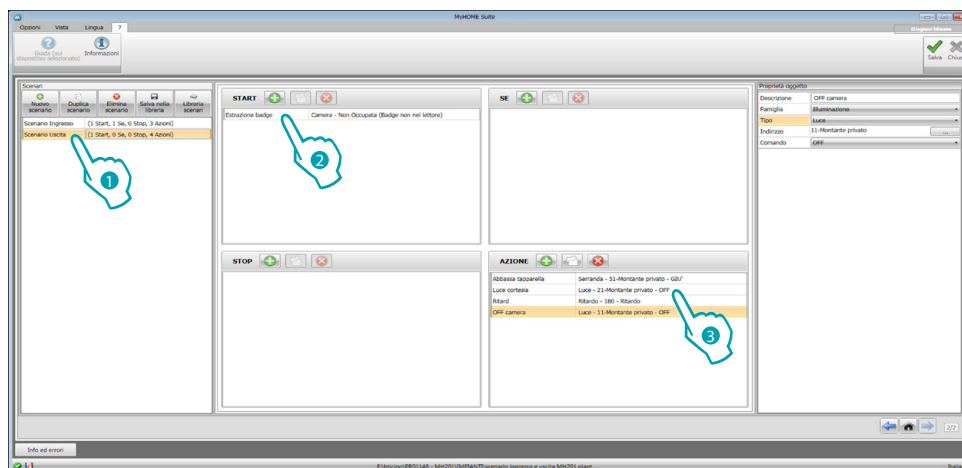 MyHOME Suite
Opzioni Vista Lingua ?
Guida (sul dispositivo selezionato)
Informazioni
Salva Chiudi
Scenari
Nuovo scenario
Duplica scenario
Elimina scenario
Salva nella libreria
Libreria scenari
Scenario Ingresso (1 Start, 1 Se, 0 Stop, 3 Azioni)
Scenario Uscita (1 Start, 0 Se, 0 Stop, 4 Azioni)
1
START
Estrazione badge Camera - Non Occupata (Badge non nel lettore)
2
SE
STOP
AZIONE
Abbassa tapparella Serranda - 51-Montante privato - GIU'
Luce cortesia Luce - 21-Montante privato - OFF
Ritard Ritardo - 180 - Ritardo
OFF camera Luce - 11-Montante privato - OFF
3
Proprietà oggetto
Descrizione OFF camera
Famiglia Illuminazione
Tipo Luce
Indirizzo 11-Montante privato ...
Comando OFF
2/2
Info ed errori